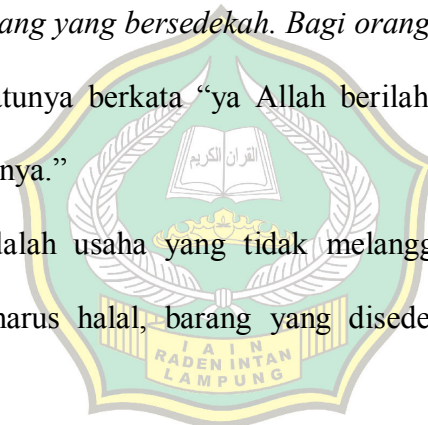 ang yang bersedekah. Bagi orang
atunya berkata “ya Allah berilah
nya.”
القرآن الكريم
dalah usaha yang tidak melangg
harus halal, barang yang disede
I A I N
RADEN INTAN
LAMPUNG